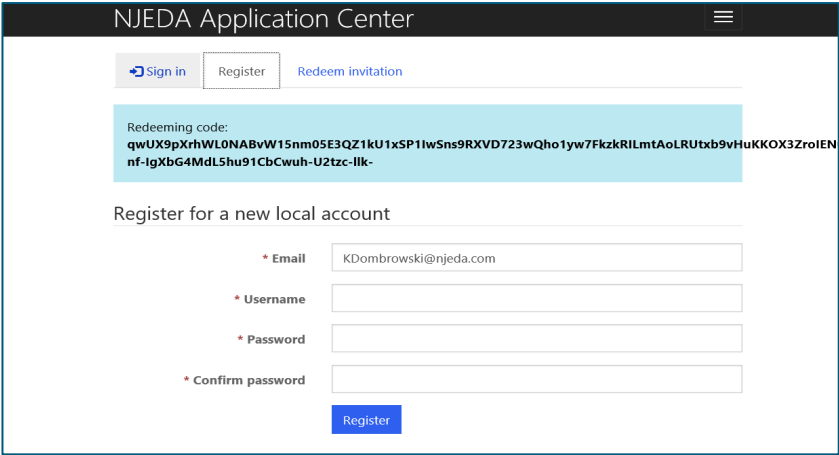 NJEDA Application Center
Sign in Register Redeem invitation
Redeeming code:
qwUX9pXrhWL0NABvW15nm05E3QZ1kU1xSP1IwSns9RXVD723wQho1yw7FkzkRILmtAoLRUtxb9vHuKKOX3ZroIEN
nf-IgXbG4MdL5hu91CbCwuh-U2tzc-llk-
Register for a new local account
* Email KDombrowski@njeda.com
* Username
* Password
* Confirm password
Register